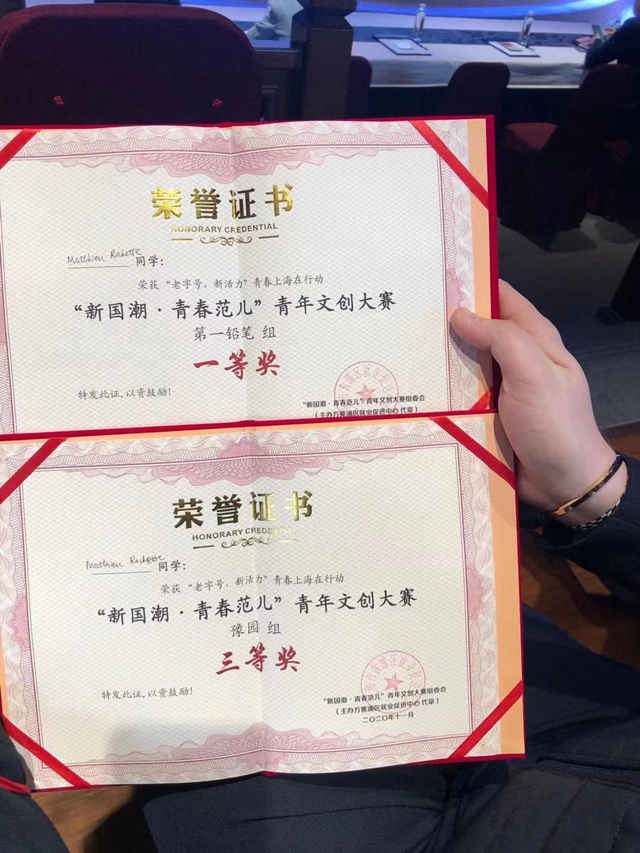 荣誉证书
HONORARY CREDENTIAL
同学:
荣获“老字号,新活力”青春上海在行动
“新国潮·青春范儿”青年文创大赛
第一铅笔 组
一等奖
特发此证,以资鼓励!
“新国潮·青春范儿”青年文创大赛组委会
荣誉证书
HONORARY CREDENTIAL
同学:
荣获“老字号,新活力”青春上海在行动
“新国潮·青春范儿”青年文创大赛
豫园 组
三等奖
特发此证,以资鼓励!
“新国潮·青春范儿”青年文创大赛组委会
二〇二〇年十一月